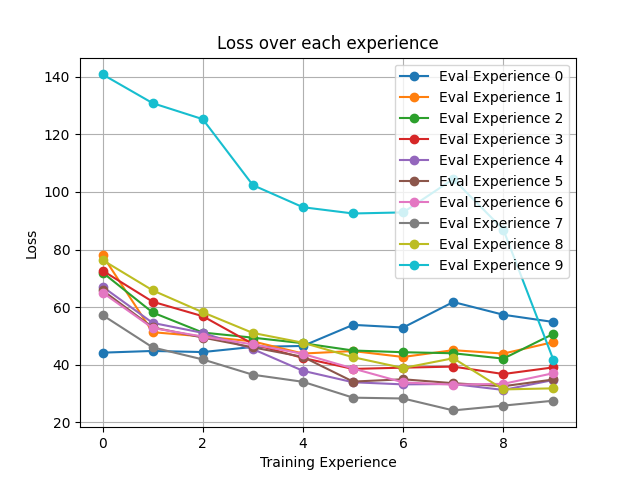 Loss over each experience
140
120
100
80
60
40
20
Loss
0 2 4 6 8
Training Experience
Eval Experience 0
Eval Experience 1
Eval Experience 2
Eval Experience 3
Eval Experience 4
Eval Experience 5
Eval Experience 6
Eval Experience 7
Eval Experience 8
Eval Experience 9